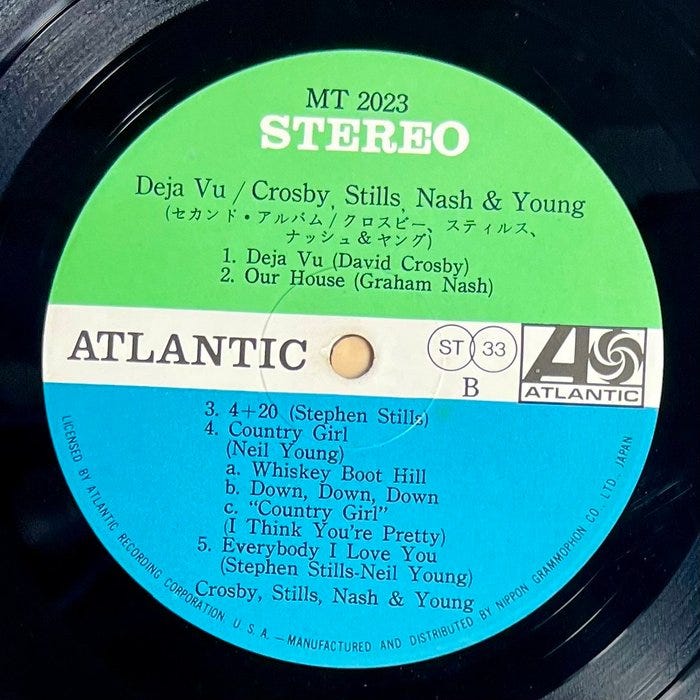 MT 2023
STEREO
Deja Vu / Crosby, Stills, Nash & Young
(セカンド・アルバム / クロスビー、スティルス、
ナッシュ & ヤング)
1. Deja Vu (David Crosby)
2. Our House (Graham Nash)
ATLANTIC
ST 33
B
ATLANTIC
3. 4+20 (Stephen Stills)
4. Country Girl
(Neil Young)
a. Whiskey Boot Hill
b. Down, Down, Down
c. "Country Girl"
(I Think You're Pretty)
5. Everybody I Love You
(Stephen Stills-Neil Young)
Crosby, Stills, Nash & Young
LICENSED BY ATLANTIC RECORDING CORPORATION, U S A. — MANUFACTURED AND DISTRIBUTED BY NIPPON GRAMMOPHON CO., LTD., JAPAN